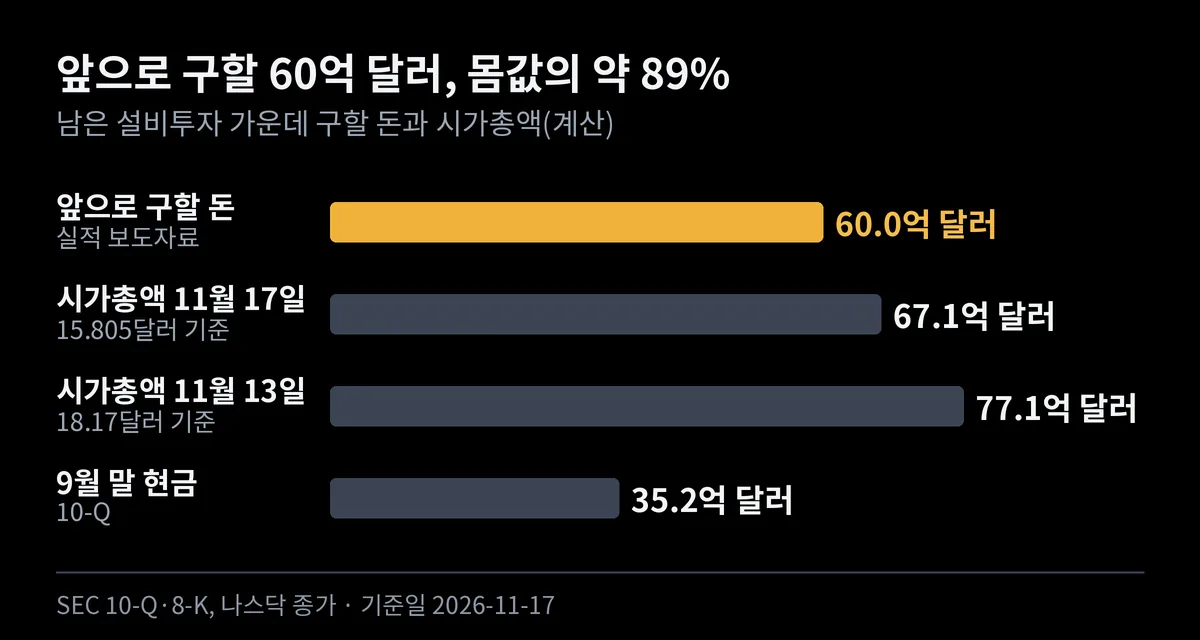 앞으로 구할 60억 달러, 몸값의 약 89%
남은 설비투자 가운데 구할 돈과 시가총액(계산)
앞으로 구할 돈
실적 보도자료
60.0억 달러
시가총액 11월 17일
15.805달러 기준
67.1억 달러
시가총액 11월 13일
18.17달러 기준
77.1억 달러
9월 말 현금
10-Q
35.2억 달러
SEC 10-Q·8-K, 나스닥 종가 · 기준일 2026-11-17